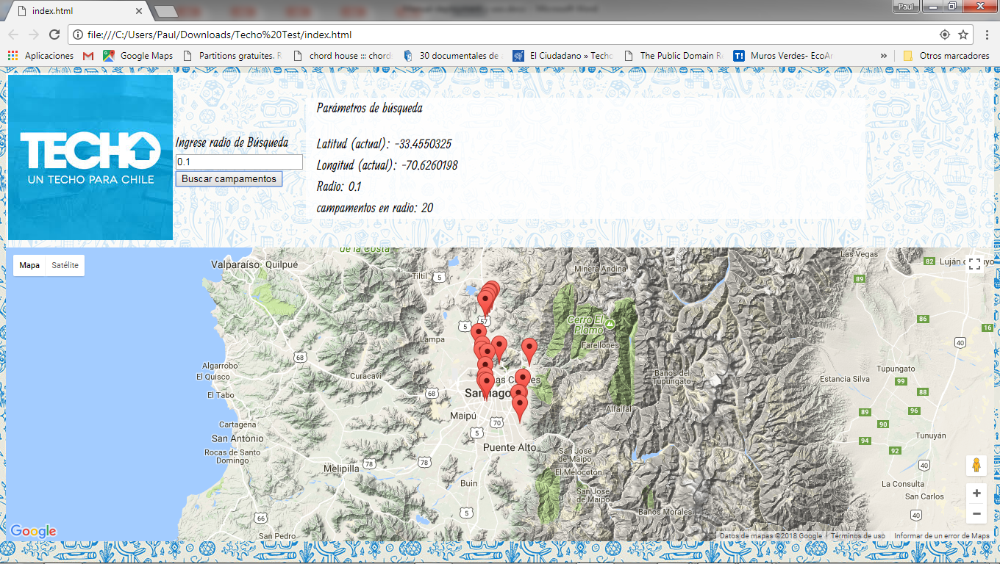 index.html
Paul
file:///C:/Users/Paul/Downloads/Techo%20Test/index.html
Aplicaciones
Google Maps
Partitions gratuites. R
chord house ::: chord
30 documentales de
El Ciudadano » Techo
The Public Domain Re
T!
Muros Verdes- EcoAr
»
Otros marcadores
TECHO
UN TECHO PARA CHILE
Ingrese radio de Búsqueda
0.1
Buscar campamentos
Parámetros de búsqueda
Latitud (actual): -33.4550325
Longitud (actual): -70.6260198
Radio: 0.1
campamentos en radio: 20
Mapa
Satélite
de la Costa
Valparaíso
Quilpué
Tiltil
5
Minera Andina
Las Vegas
82
89
86
16
40
57
5
Cerro El
Plomo
Farellones
Lampa
68
Algarrobo
El Quisco
Curacaví
El Tabo
68
Santiago
Maipú
70
5
Baños del
Tupungato
Alfalfal
Tupungato
Estancia Silva
99
88
96
89
90
94
92
Tunuyán
Cartagena
San Antonio
Rocas de Santo
Domingo
Puente Alto
San José
de Maipo
El Melocotón
78
78
Melipilla
Buin
San José
de Maipo
40
La Consulta
San Carlos
5
Baños Morales
66
40
San Pedro
Google
Datos de mapas ©2018 Google
Términos de uso
Informar de un error de Maps